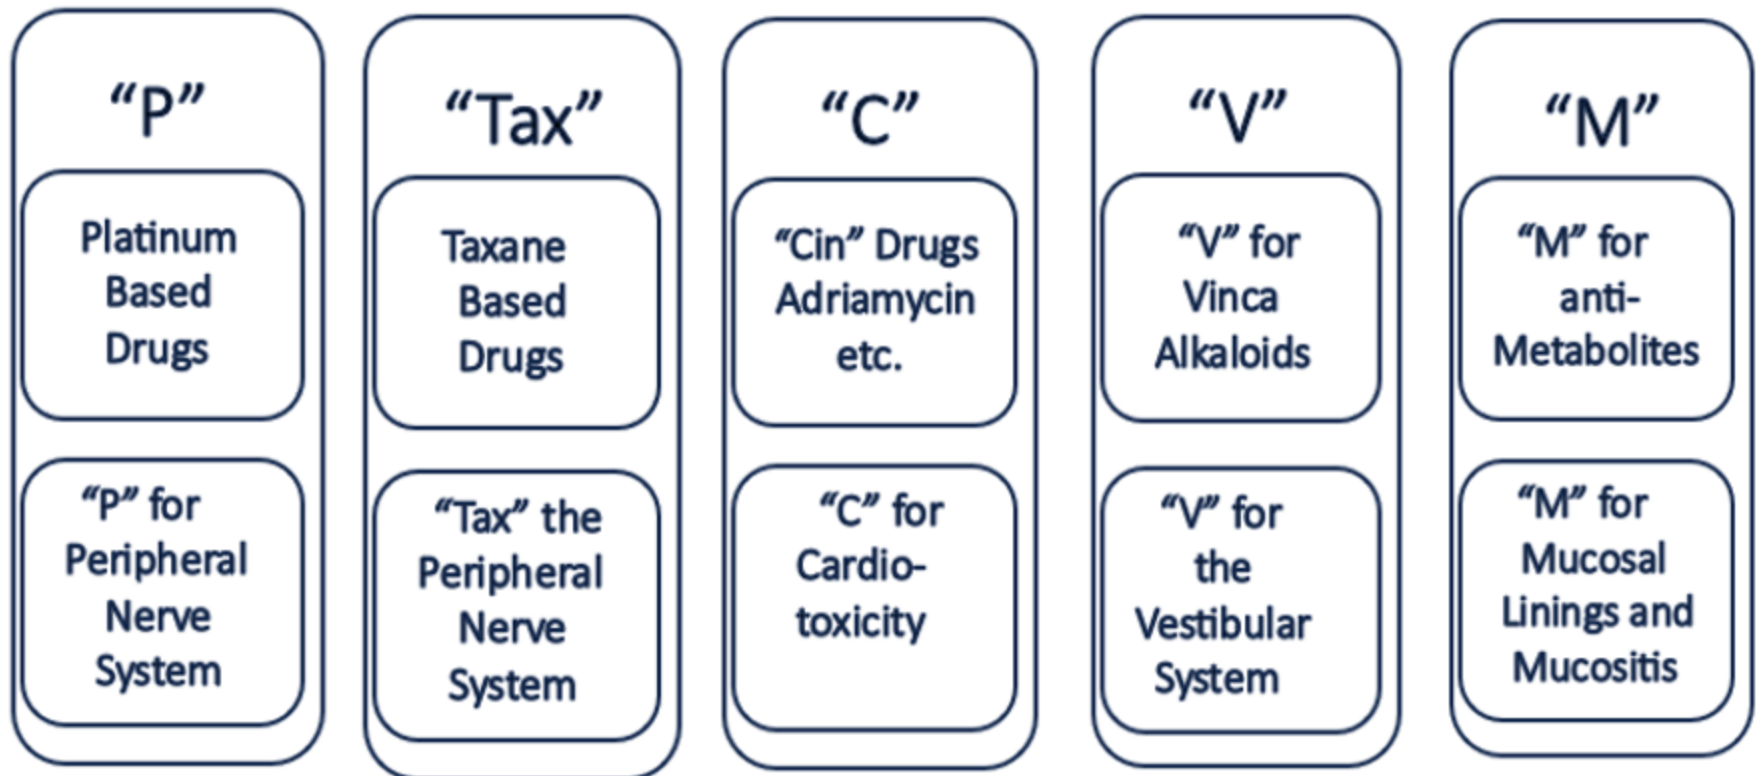 “P”
Platinum
Based
Drugs
“P” for
Peripheral
Nerve
System
“Tax”
Taxane
Based
Drugs
“Tax” the
Peripheral
Nerve
System
“C”
“Cin” Drugs
Adriamycin
etc.
“C” for
Cardio-
toxicity
“V”
“V” for
Vinca
Alkaloids
“V” for
the
Vestibular
System
“M”
“M” for
anti-
Metabolites
“M” for
Mucosal
Linings and
Mucositis